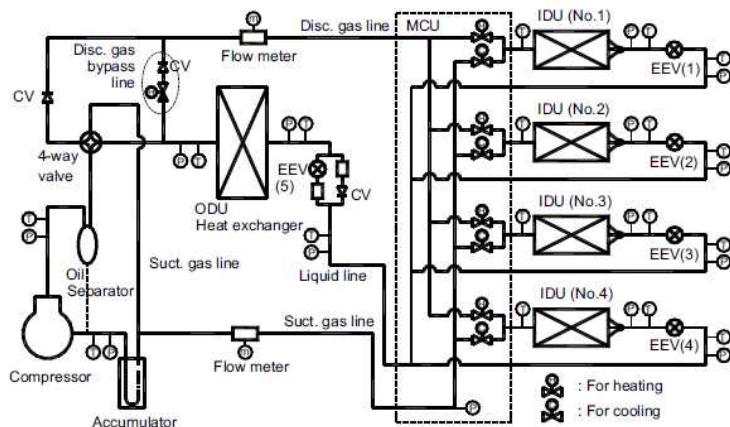 m
Disc. gas line
MCU
IDU (No.1)
Disc. gas
bypass
line
CV
Flow meter
H
C
T
P T
T
P
EEV(1)
CV
IDU (No.2)
4-way
valve
P T
P T
EEV
(5)
CV
H
C
T
P T
T
P
EEV(2)
ODU
Heat exchanger
IDU (No.3)
T
P
T
P
H
C
T
P T
T
P
EEV(3)
Oil
Separator
Suct. gas line
Liquid line
IDU (No.4)
Suct. gas line
H
C
T
P T
T
P
EEV(4)
T P
m
Flow meter
Compressor
P
H : For heating
C : For cooling
Accumulator